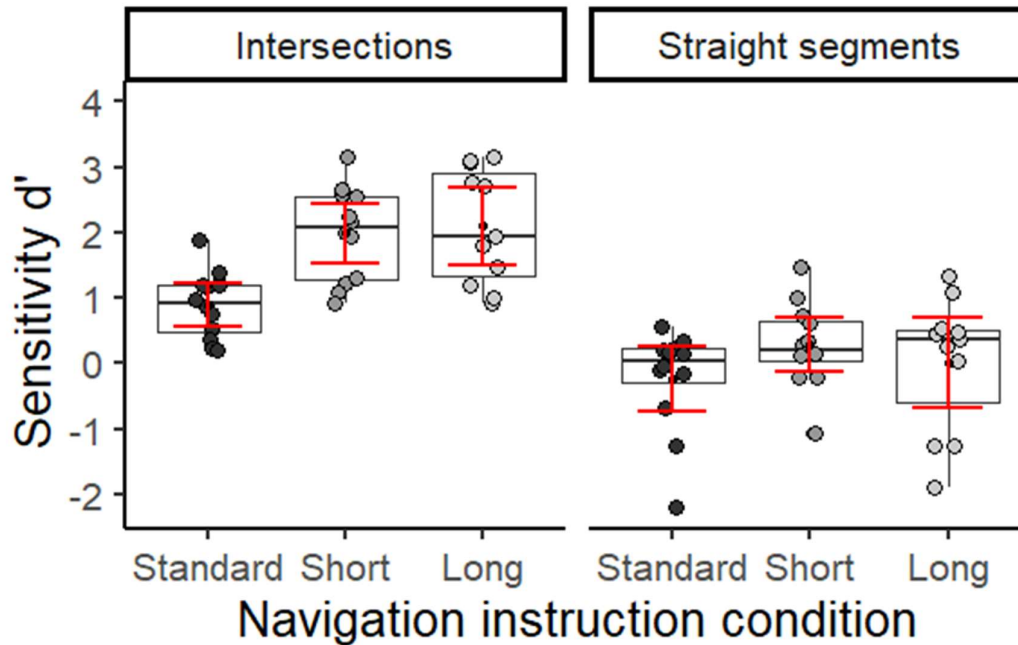 Intersections
Straight segments
Sensitivity d'
4
3
2
1
0
-1
-2
Standard Short Long
Standard Short Long
Navigation instruction condition